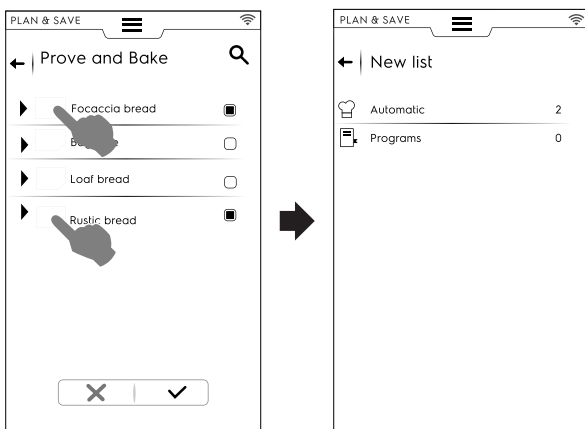 PLAN & SAVE
Prove and Bake
Focaccia bread
Loaf bread
Rustic bread
PLAN & SAVE
New list
Automatic 2
Programs 0